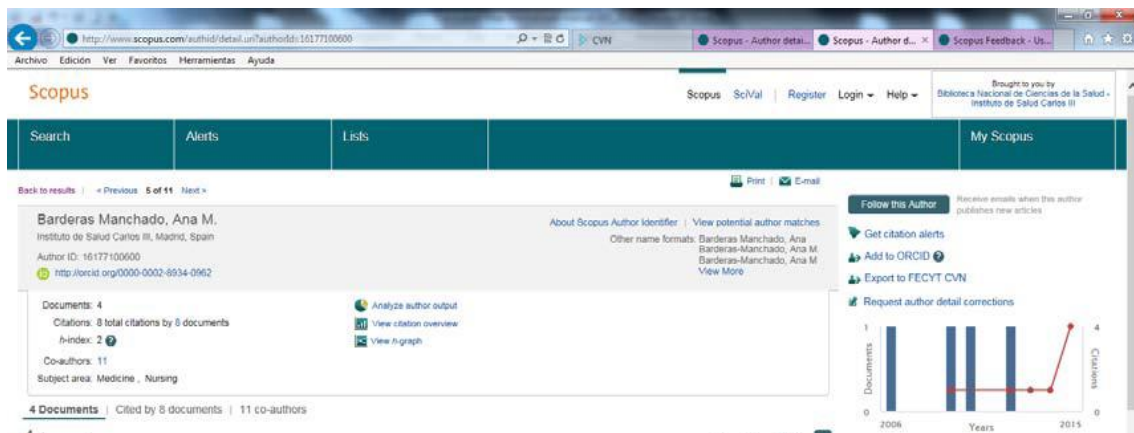 http://www.scopus.com/authid/detail.uri?authorId=16177100600
CVN
Scopus - Author detai...
Scopus - Author d...
Scopus Feedback - Us...
Archivo Edición Ver Favoritos Herramientas Ayuda
Scopus
Scopus SciVal Register Login Help
Brought to you by
Biblioteca Nacional de Ciencias de la Salud -
Instituto de Salud Carlos III
Search Alerts Lists My Scopus
Back to results | < Previous 5 of 11 Next >
Print | E-mail
Barderas Manchado, Ana M.
Instituto de Salud Carlos III, Madrid, Spain
Author ID: 16177100600
http://orcid.org/0000-0002-8934-0962
About Scopus Author Identifier | View potential author matches
Other name formats: Barderas Manchado, Ana
Barderas-Manchado, Ana M.
Barderas-Manchado, Ana M
View More
Documents: 4
Citations: 8 total citations by 8 documents
h-index: 2
Co-authors: 11
Subject area: Medicine , Nursing
Analyze author output
View citation overview
View h-graph
4 Documents | Cited by 8 documents | 11 co-authors
Follow this Author
Receive emails when this author
publishes new articles
Get citation alerts
Add to ORCID
Export to FECYT CVN
Request author detail corrections
1
4
Documents
Citations
0
0
2006
Years
2015